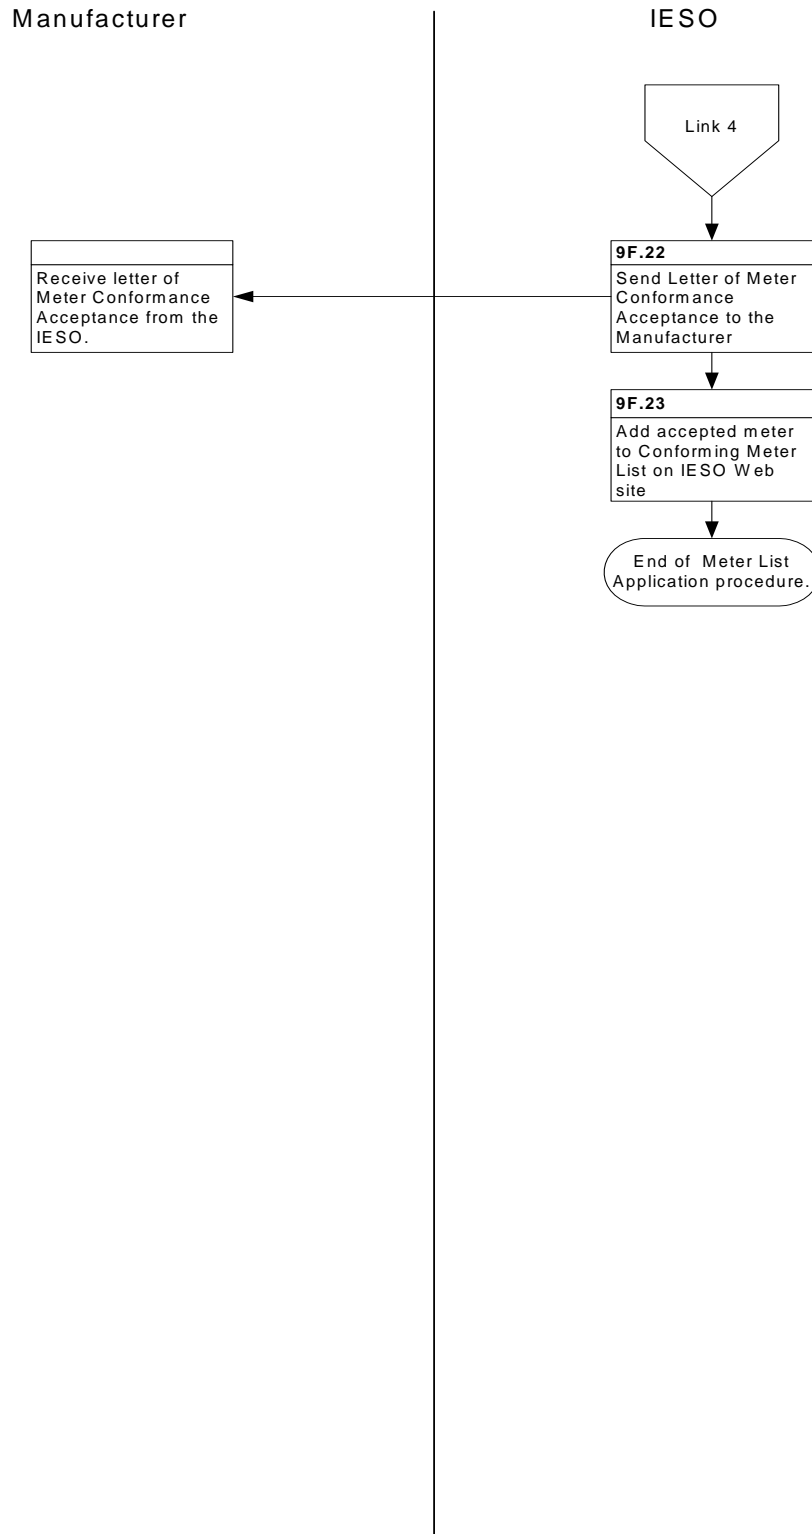 Manufacturer
IESO
Link 4
9F.22
Send Letter of Meter
Conformance
Acceptance to the
Manufacturer
Receive letter of
Meter Conformance
Acceptance from the
IESO.
9F.23
Add accepted meter
to Conforming Meter
List on IESO Web
site
End of Meter List
Application procedure.